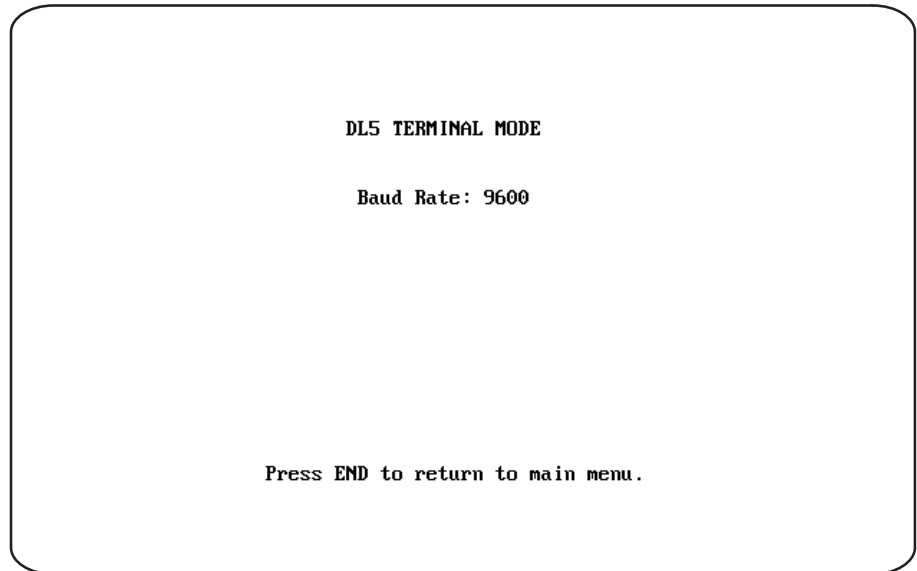 DL5 TERMINAL MODE
Baud Rate: 9600
Press END to return to main menu.